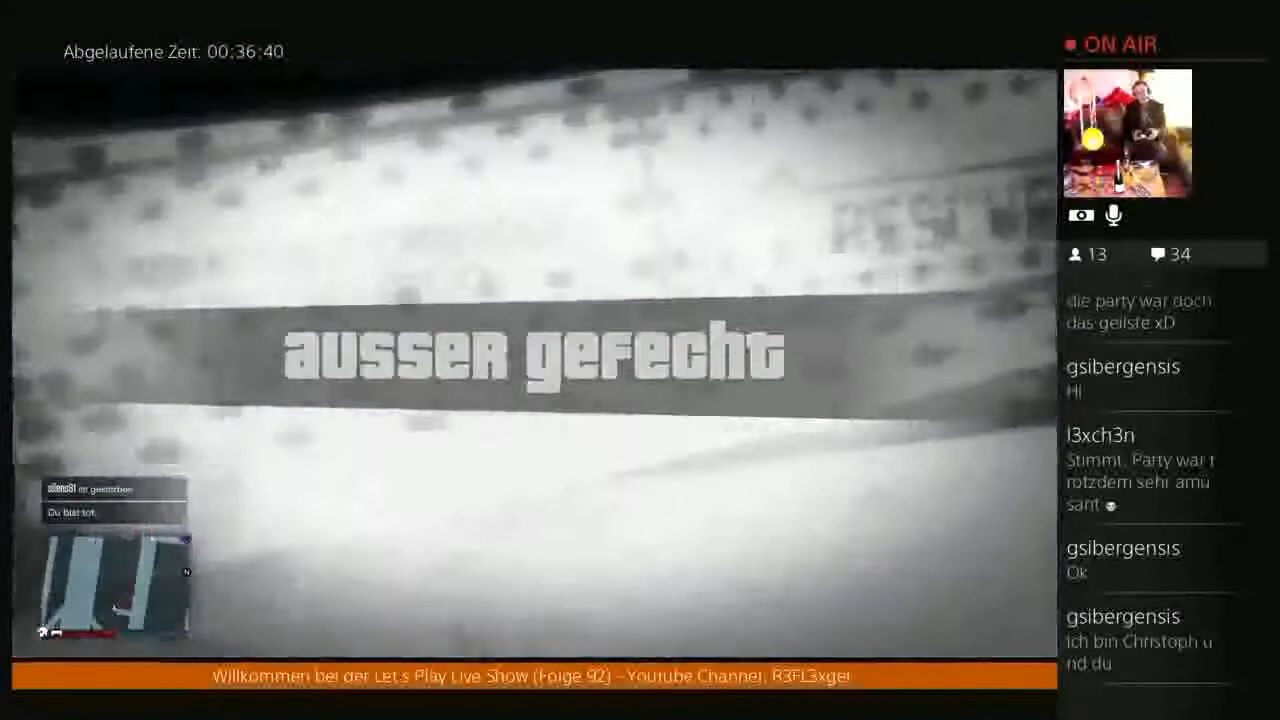 Abgelaufene Zeit: 00:36:40
ON AIR
13 34
die party war doch
das geilste xD
gsibergensis
Hi
l3xch3n
Stimmt. Party war t
rotzdem sehr amu
sant
gsibergensis
Ok
gsibergensis
Ich bin Christoph u
nd du
ausser gefecht
ist gestorben.
Du bist tot.
N
Willkommen bei der Let's Play Live Show (Folge 92) - Youtube Channel: